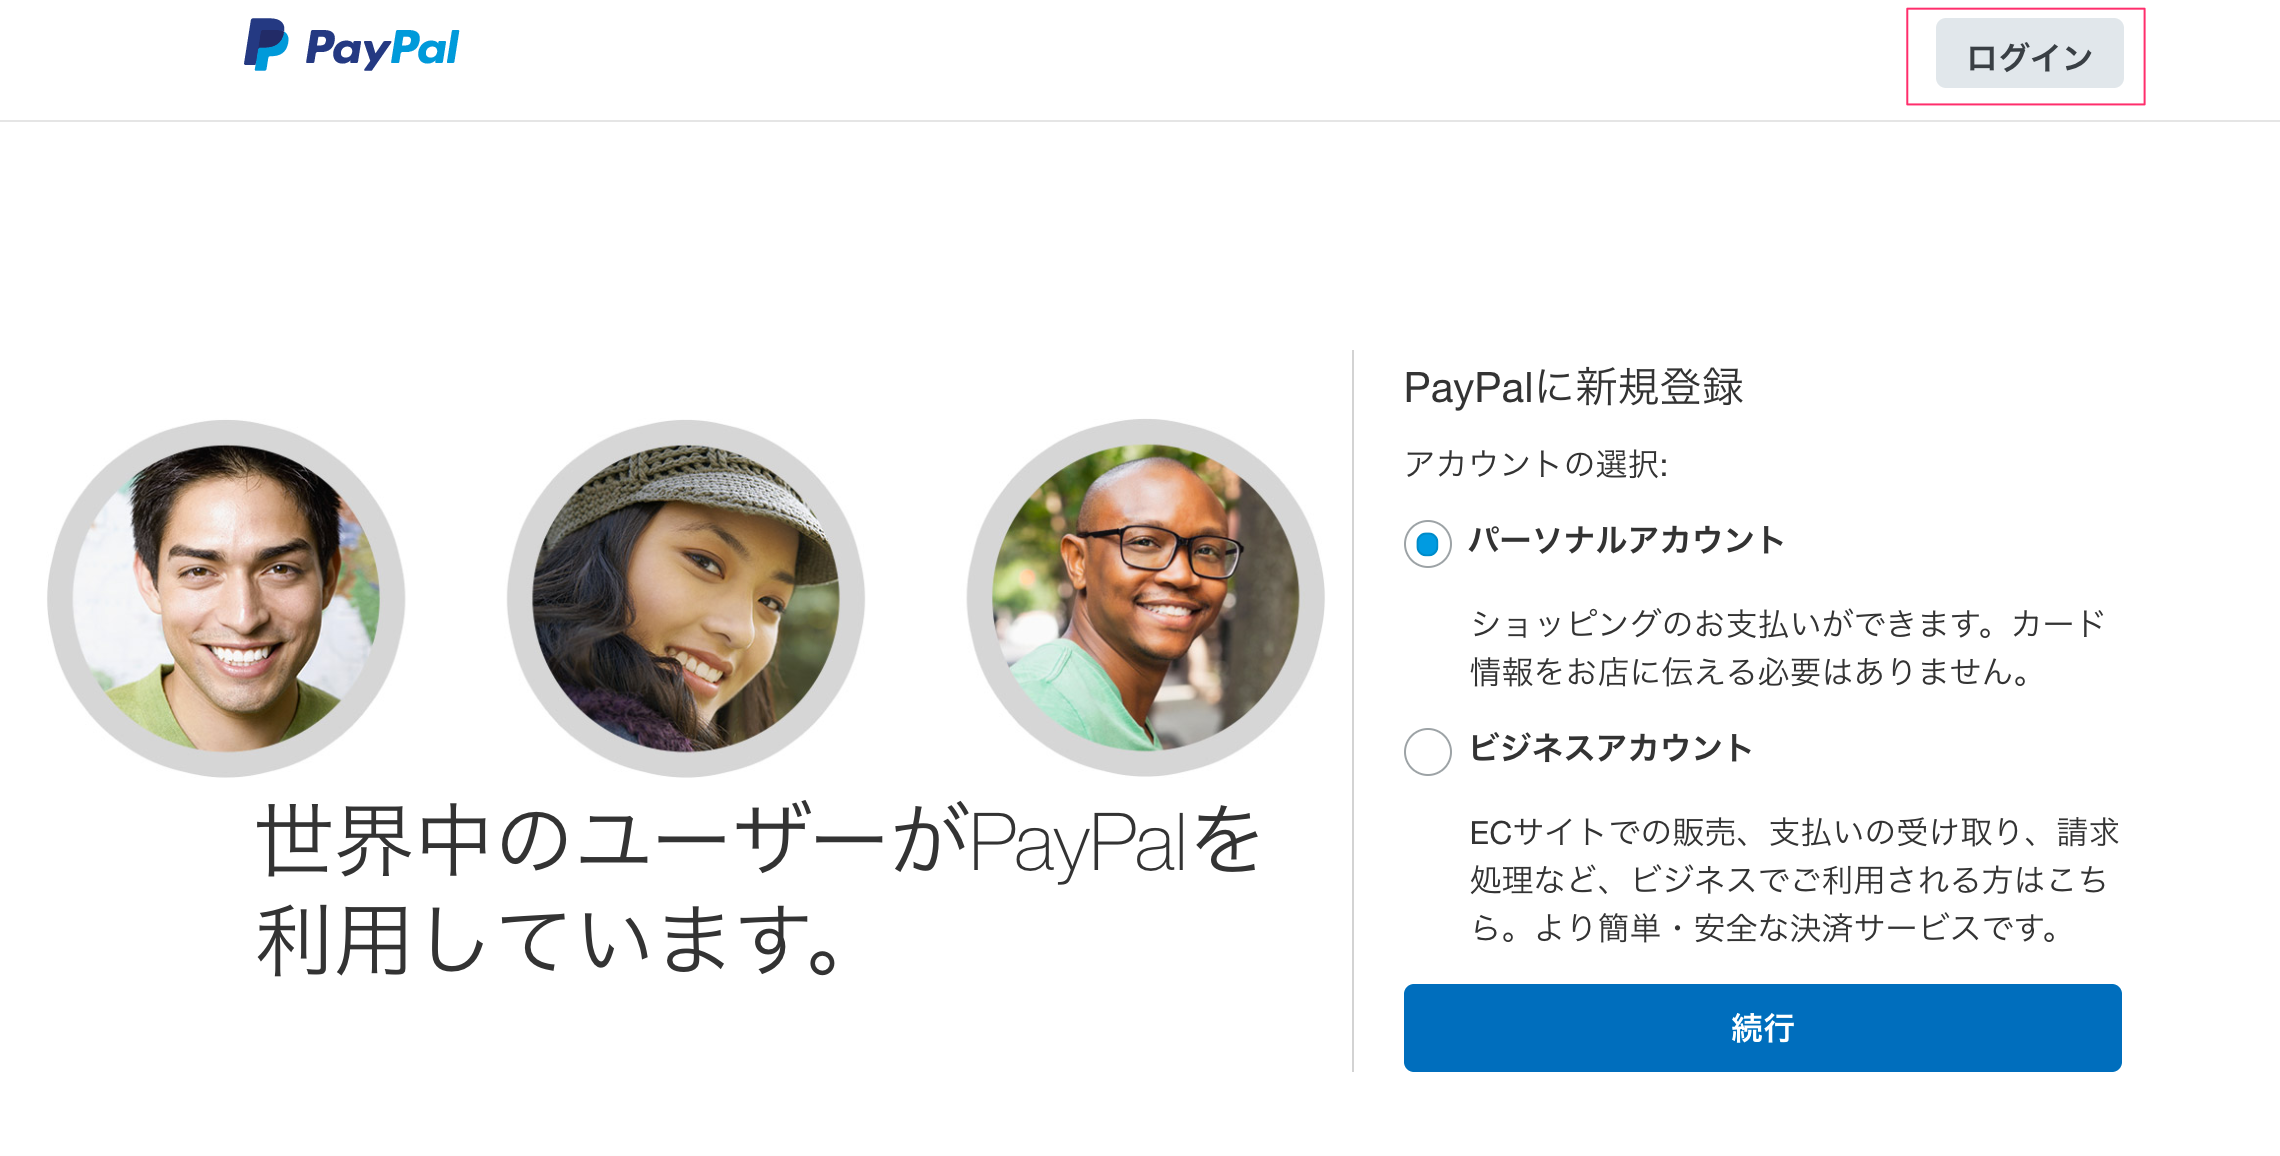 PayPal
ログイン
世界中のユーザーがPayPalを
利用しています。
PayPalに新規登録
アカウントの選択:
パーソナルアカウント
ショッピングのお支払いができます。カード
情報をお店に伝える必要はありません。
ビジネスアカウント
ECサイトでの販売、支払いの受け取り、請求
処理など、ビジネスでご利用される方はこち
ら。より簡単・安全な決済サービスです。
続行